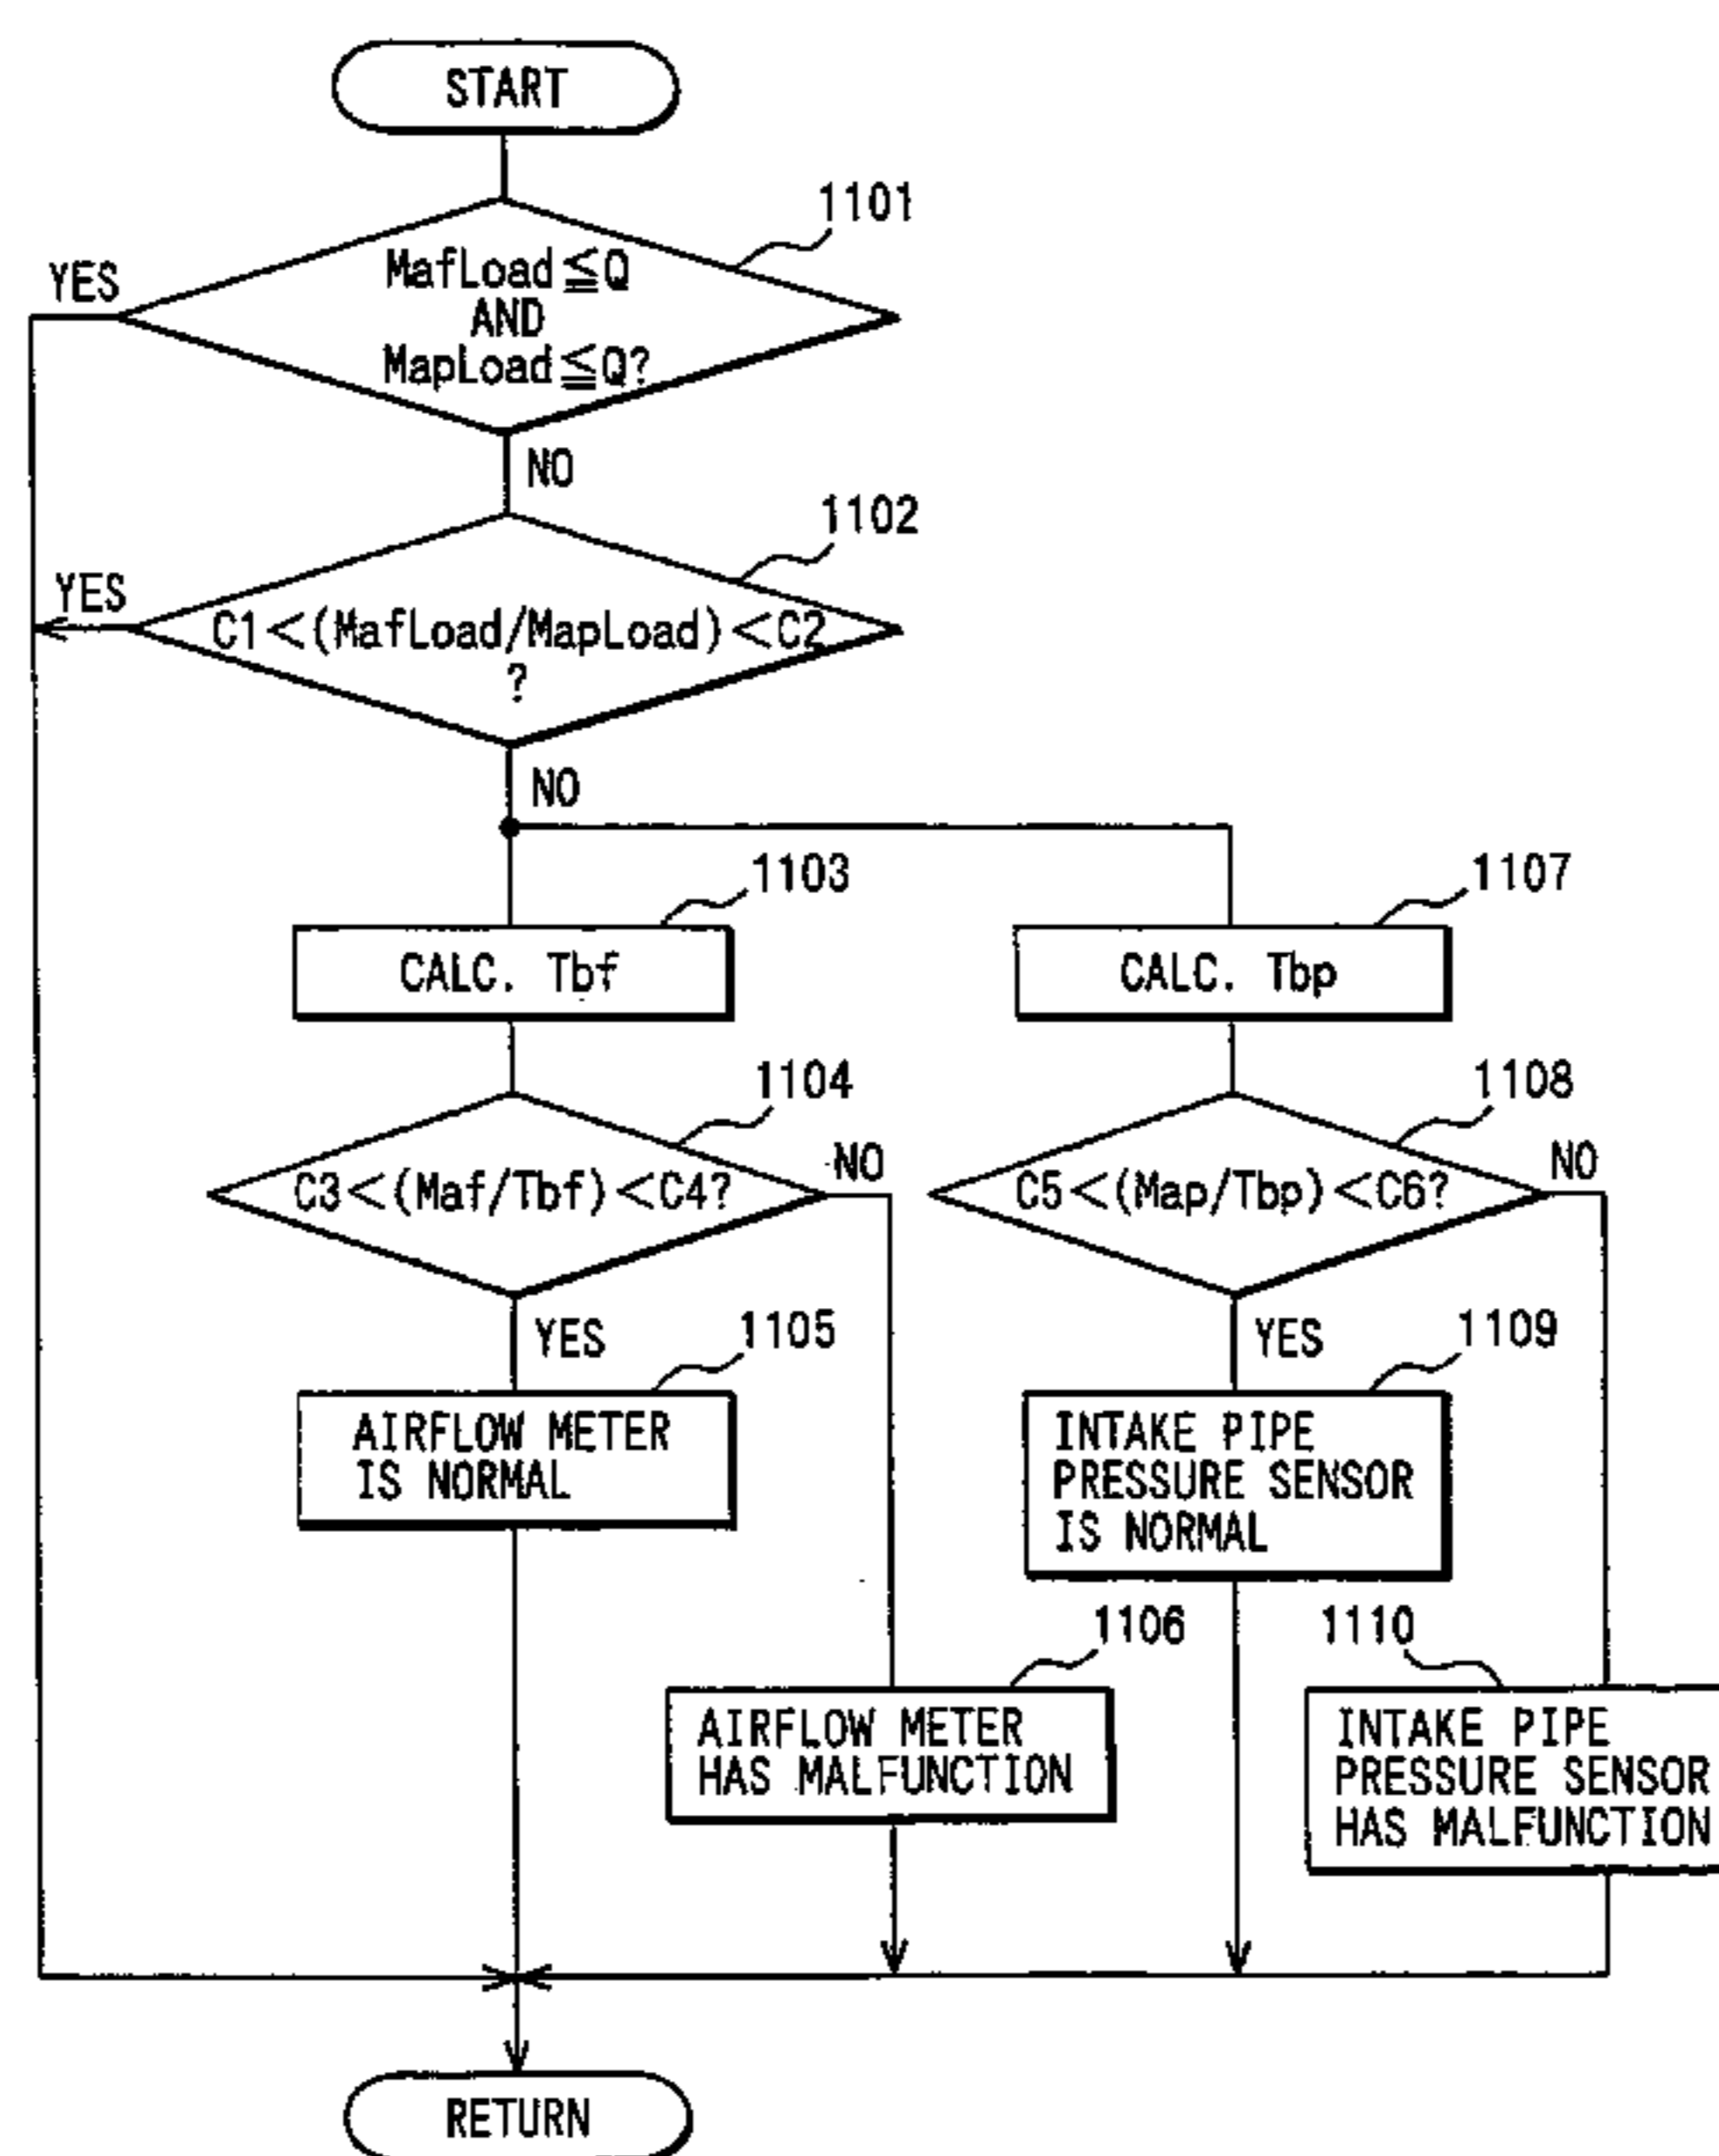 START
1101
YES
MafLoad≦Q
AND
MapLoad≦Q?
NO
1102
YES
C1<(MafLoad/MapLoad)<C2
?
NO
1103
1107
CALC. Tbf
CALC. Tbp
1104
1108
C3<(Maf/Tbf)<C4?
NO
C5<(Map/Tbp)<C6?
NO
YES
1105
YES
1109
AIRFLOW METER
IS NORMAL
INTAKE PIPE
PRESSURE SENSOR
IS NORMAL
1106
1110
AIRFLOW METER
HAS MALFUNCTION
INTAKE PIPE
PRESSURE SENSOR
HAS MALFUNCTION
RETURN